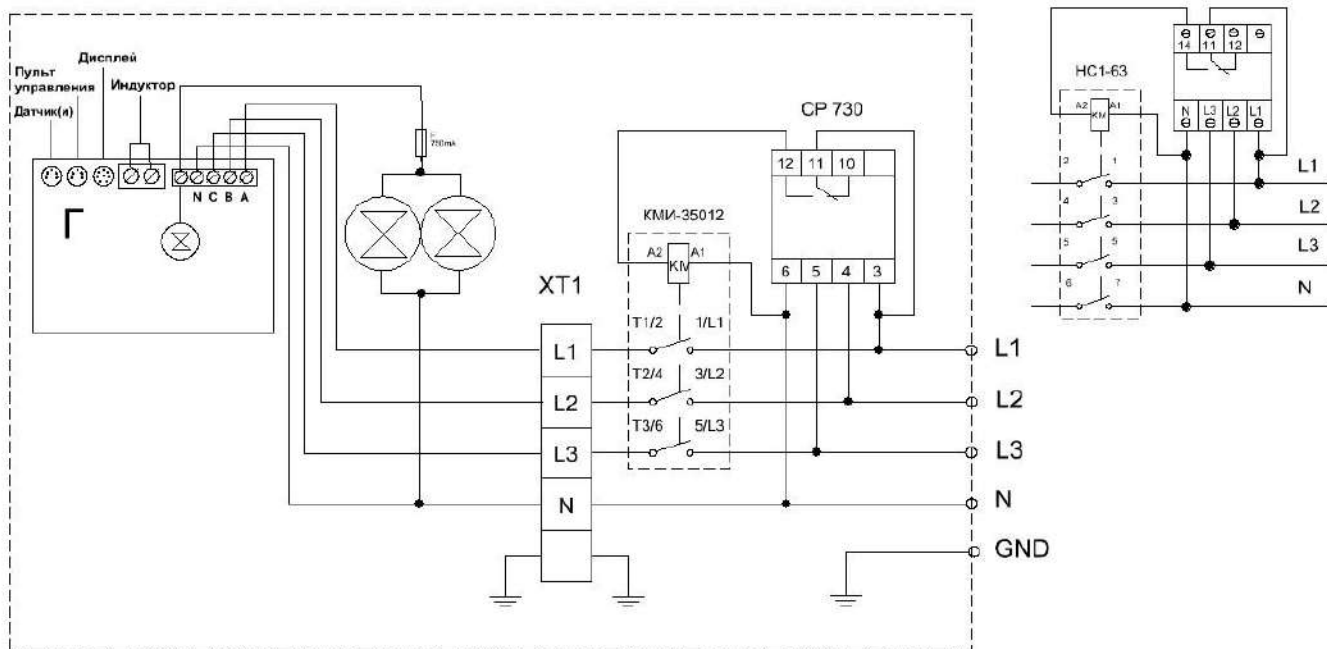 Дисплей
Пульт
управления
Индуктор
Датчик(и)
N C B A
Г
750mA
XT1
L1
L2
L3
N
КМИ-35012
A2 KM A1
T1/2 1/L1
T2/4 3/L2
T3/6 5/L3
CP 730
12 11 10
6 5 4 3
L1
L2
L3
N
GND
14 11 12
НС1-63
A2 KM A1
N L3 L2 L1
2 1
4 3
5 5
6 7
L1
L2
L3
N